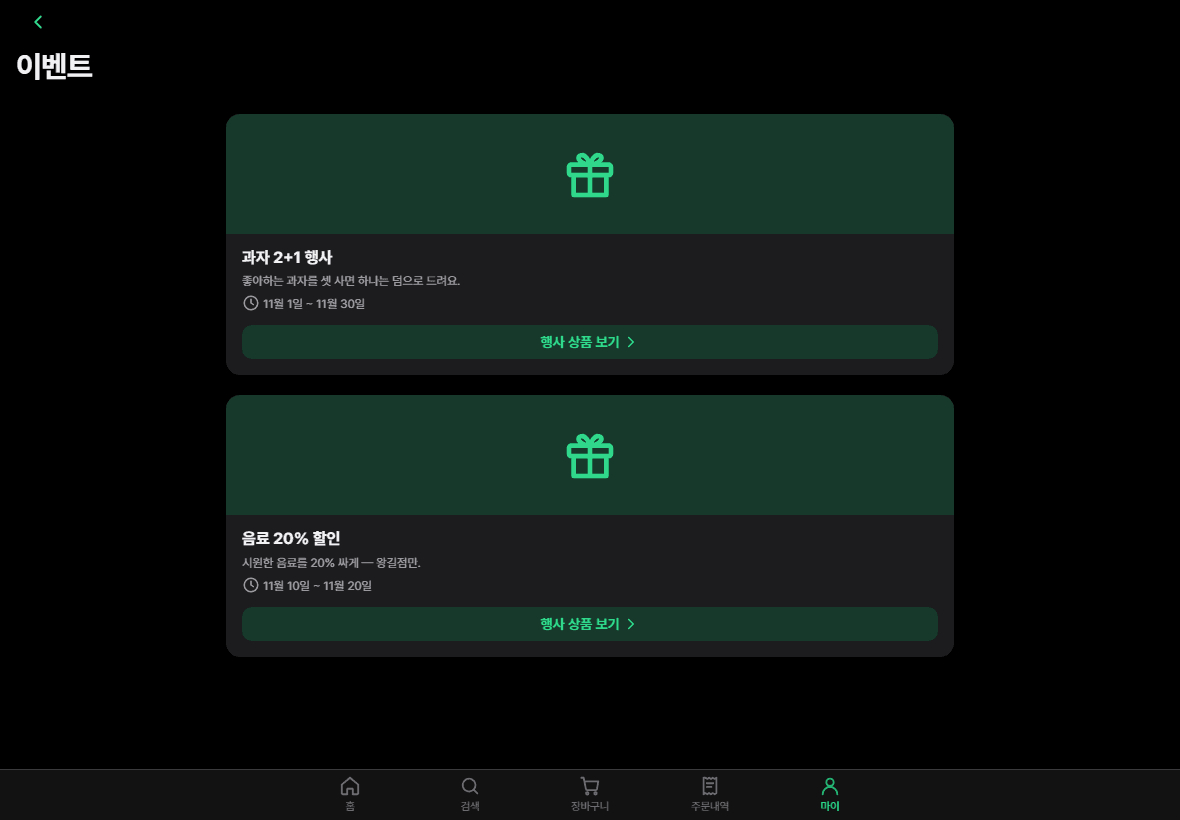 이벤트
과자 2+1 행사
좋아하는 과자를 셋 사면 하나는 덤으로 드려요.
11월 1일 ~ 11월 30일
행사 상품 보기
음료 20% 할인
시원한 음료를 20% 싸게 — 왕길점만.
11월 10일 ~ 11월 20일
행사 상품 보기
홈 검색 장바구니 주문내역 마이